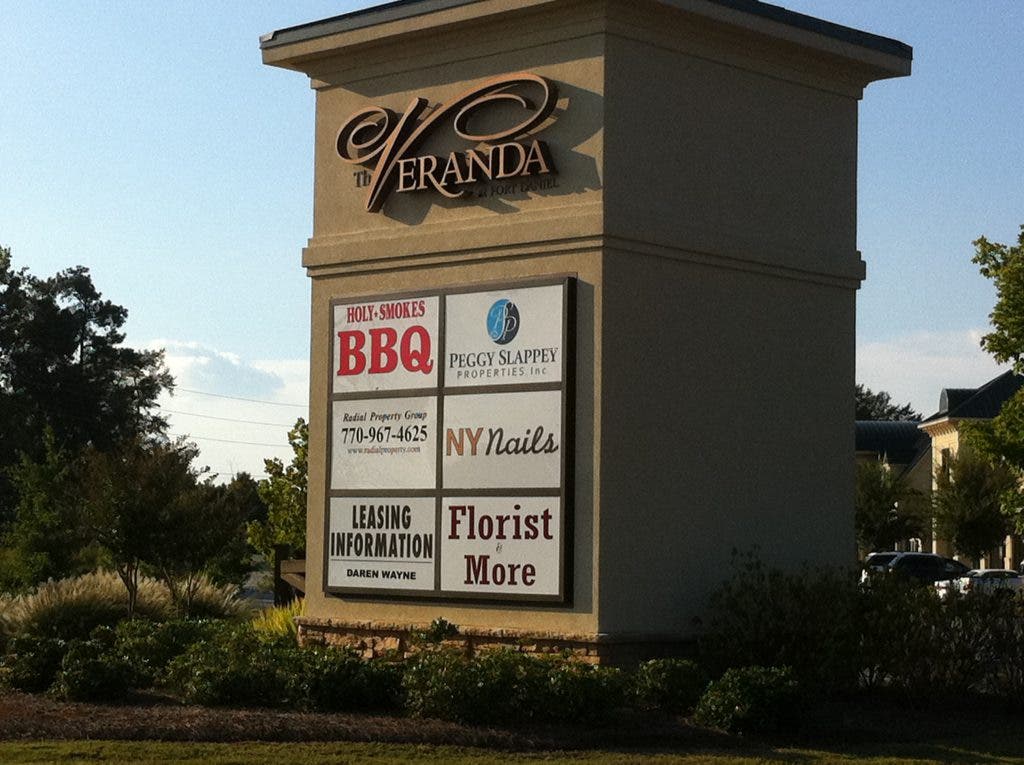 The VERANDA
at FORT DANIEL
HOLY★SMOKES
BBQ
PSP
PEGGY SLAPPEY
PROPERTIES Inc.
Radial Property Group
770-967-4625
www.radialproperty.com
NY Nails
LEASING
INFORMATION
DAREN WAYNE
Florist
&
More